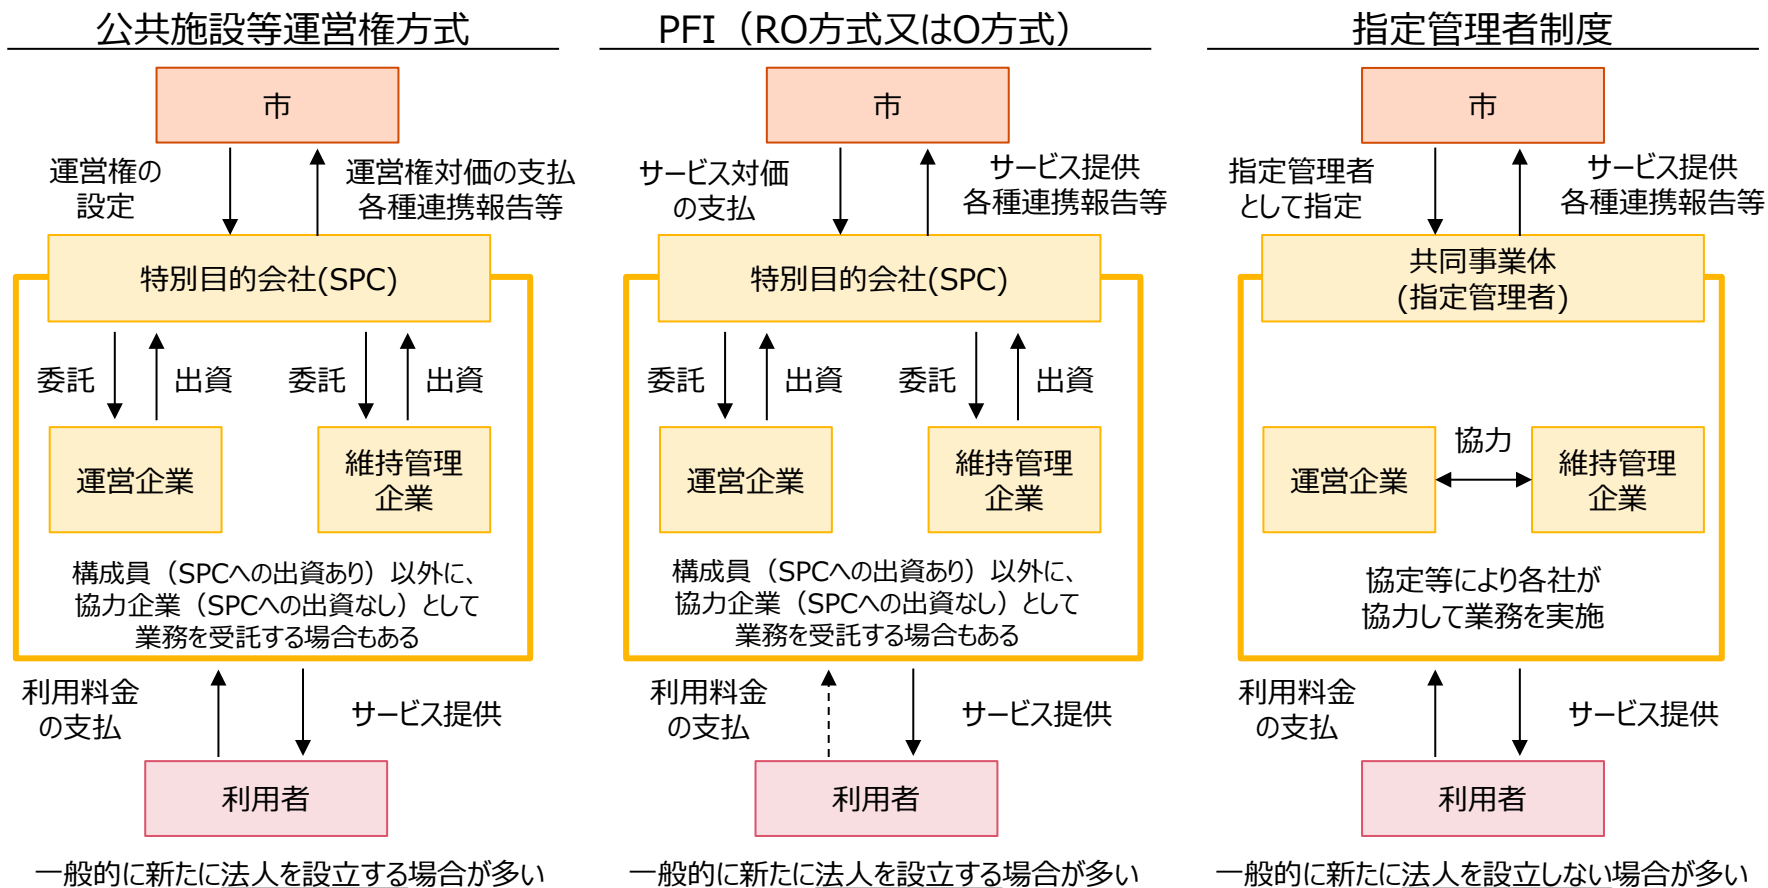 公共施設等運営権方式
市
運営権の
設定
運営権対価の支払
各種連携報告等
特別目的会社(SPC)
委託
出資
委託
出資
運営企業
維持管理
企業
構成員（SPCへの出資あり）以外に、
協力企業（SPCへの出資なし）として
業務を受託する場合もある
利用料金
の支払
サービス提供
利用者
一般的に新たに法人を設立する場合が多い
PFI（RO方式又はO方式）
市
サービス対価
の支払
サービス提供
各種連携報告等
特別目的会社(SPC)
委託
出資
委託
出資
運営企業
維持管理
企業
構成員（SPCへの出資あり）以外に、
協力企業（SPCへの出資なし）として
業務を受託する場合もある
利用料金
の支払
サービス提供
利用者
一般的に新たに法人を設立する場合が多い
指定管理者制度
市
指定管理者
として指定
サービス提供
各種連携報告等
共同事業体
(指定管理者)
運営企業
協力
維持管理
企業
協定等により各社が
協力して業務を実施
利用料金
の支払
サービス提供
利用者
一般的に新たに法人を設立しない場合が多い